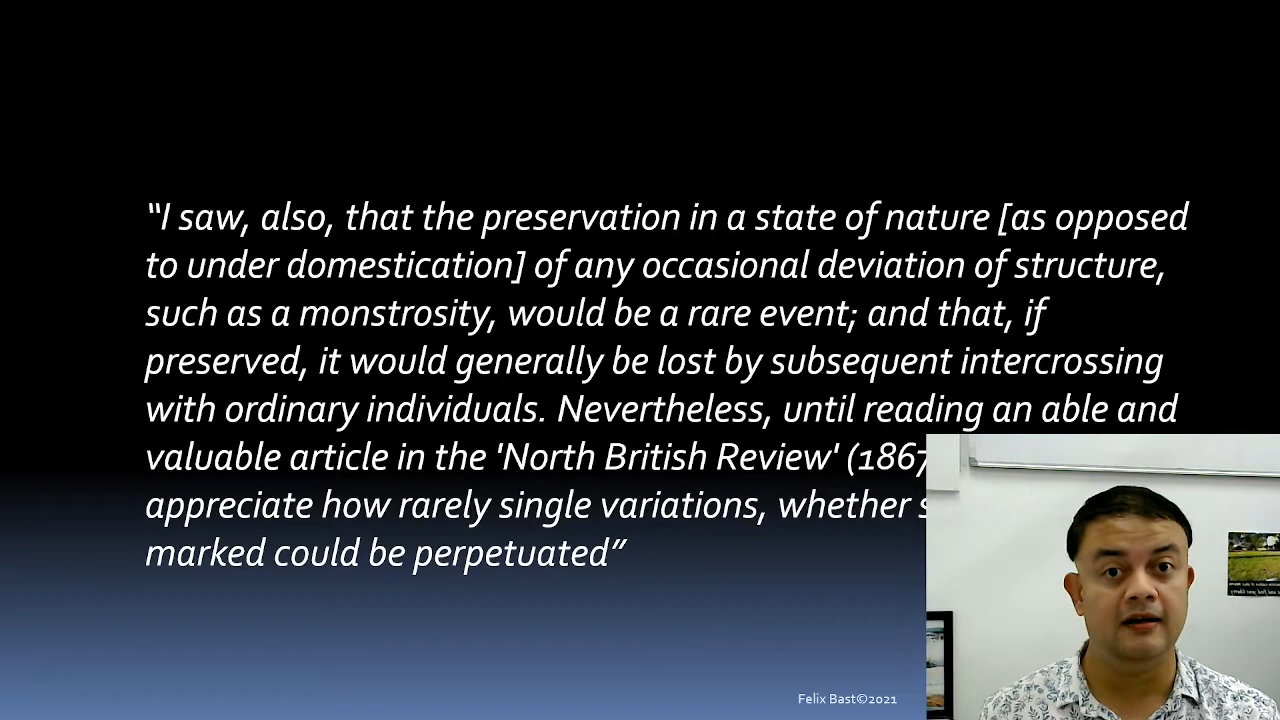 “I saw, also, that the preservation in a state of nature [as opposed
to under domestication] of any occasional deviation of structure,
such as a monstrosity, would be a rare event; and that, if
preserved, it would generally be lost by subsequent intercrossing
with ordinary individuals. Nevertheless, until reading an able and
valuable article in the 'North British Review' (1867
appreciate how rarely single variations, whether
marked could be perpetuated”
Felix Bast©2021